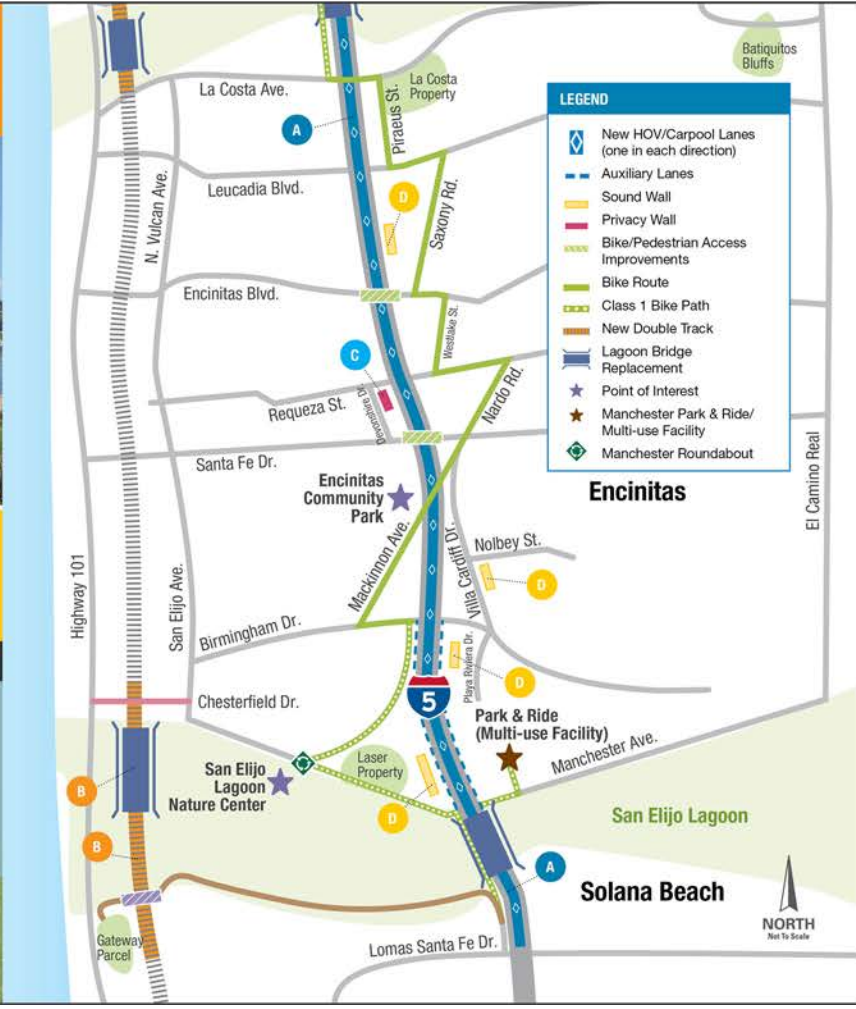 Batiquitos
Bluffs
La Costa Ave.
La Costa
Property
Piraeus St.
A
LEGEND
New HOV/Carpool Lanes
(one in each direction)
Auxiliary Lanes
Sound Wall
Privacy Wall
Bike/Pedestrian Access
Improvements
Bike Route
Class 1 Bike Path
New Double Track
Lagoon Bridge
Replacement
Point of Interest
Manchester Park & Ride/
Multi-use Facility
Manchester Roundabout
Leucadia Blvd.
N. Vulcan Ave.
D
Saxony Rd.
Encinitas Blvd.
Westlake St.
C
Requeza St.
Devonshire Dr.
Nardo Rd.
Santa Fe Dr.
Encinitas
Community
Park
Encinitas
El Camino Real
Mackinnon Ave.
Villa Cardiff Dr.
Nolbey St.
D
Highway 101
San Elijo Ave.
Birmingham Dr.
Playa Riviera Dr.
D
Chesterfield Dr.
5
Park & Ride
(Multi-use Facility)
Manchester Ave.
San Elijo
Lagoon
Nature Center
Laser
Property
B
D
San Elijo Lagoon
B
A
Solana Beach
Gateway
Parcel
Lomas Santa Fe Dr.
NORTH
Not To Scale